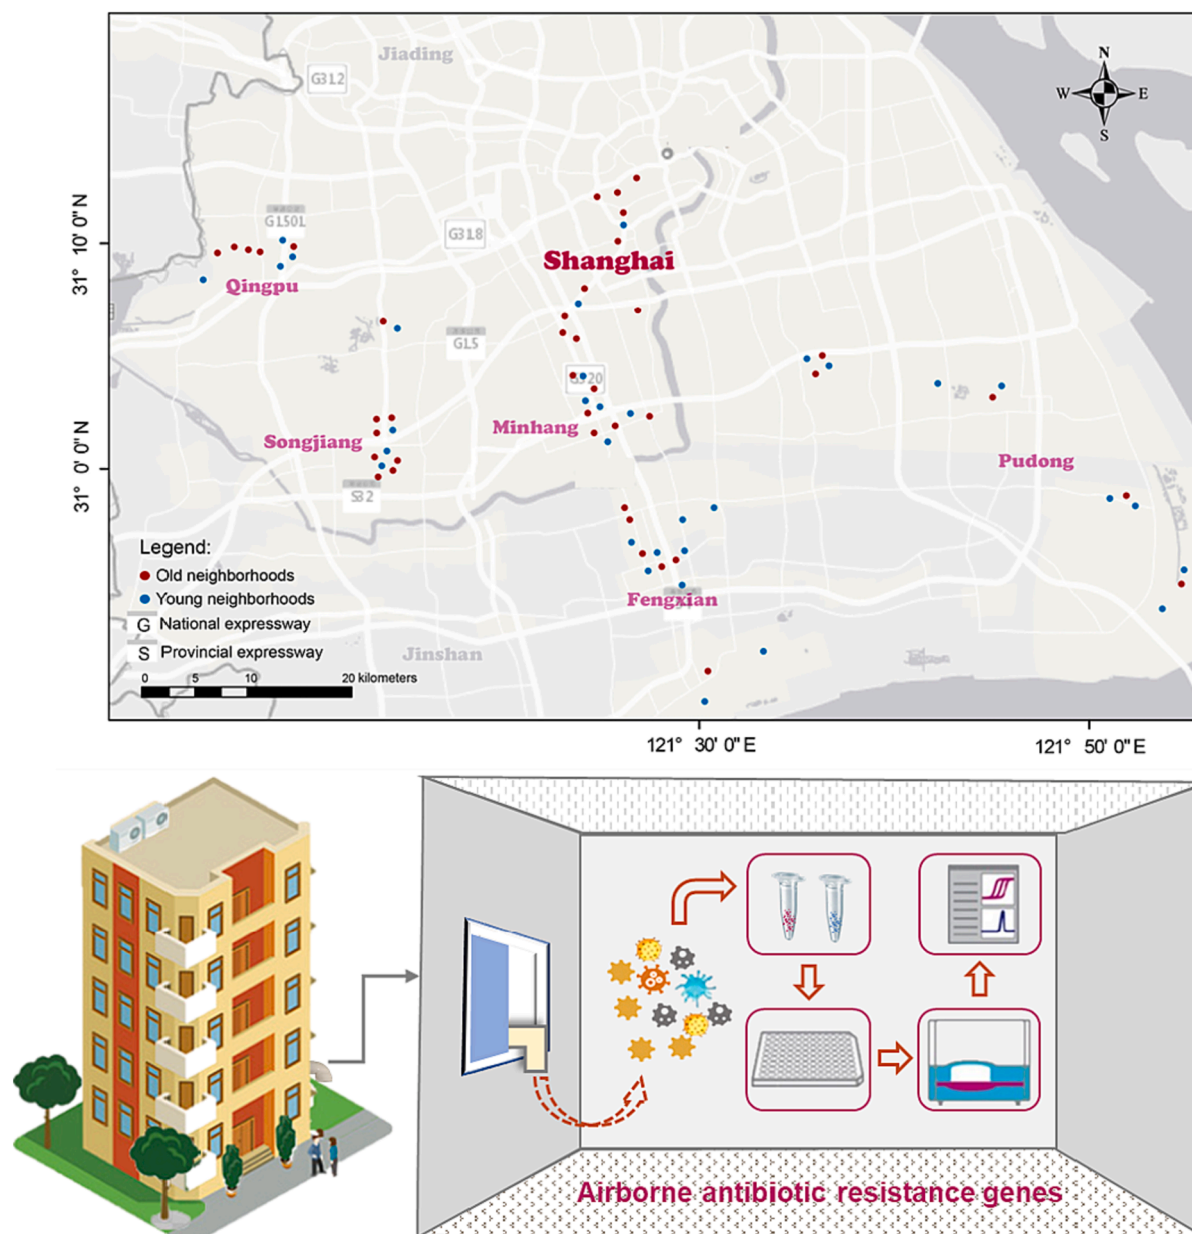 Jiading
G312
N
W E
S
31° 10' 0" N
G1501
G318
Shanghai
Qingpu
G15
G320
Songjiang
Minhang
Pudong
31° 0' 0" N
S32
Legend:
Old neighborhoods
Young neighborhoods
Fengxian
G National expressway
S Provincial expressway
Jinshan
0 5 10 20 kilometers
121° 30' 0" E
121° 50' 0" E
Airborne antibiotic resistance genes